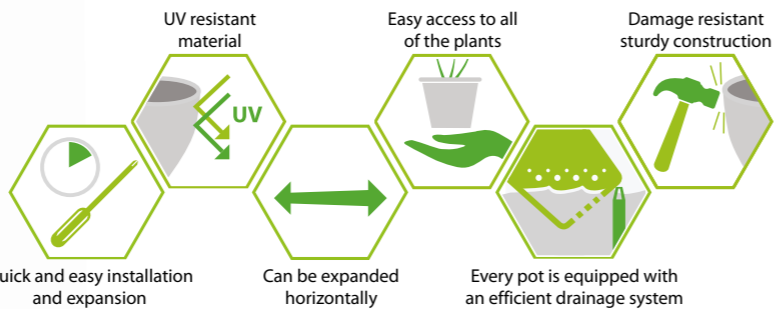 UV resistant
material
Easy access to all
of the plants
Damage resistant
sturdy construction
UV
uick and easy installation
and expansion
Can be expanded
horizontally
Every pot is equipped with
an efficient drainage system